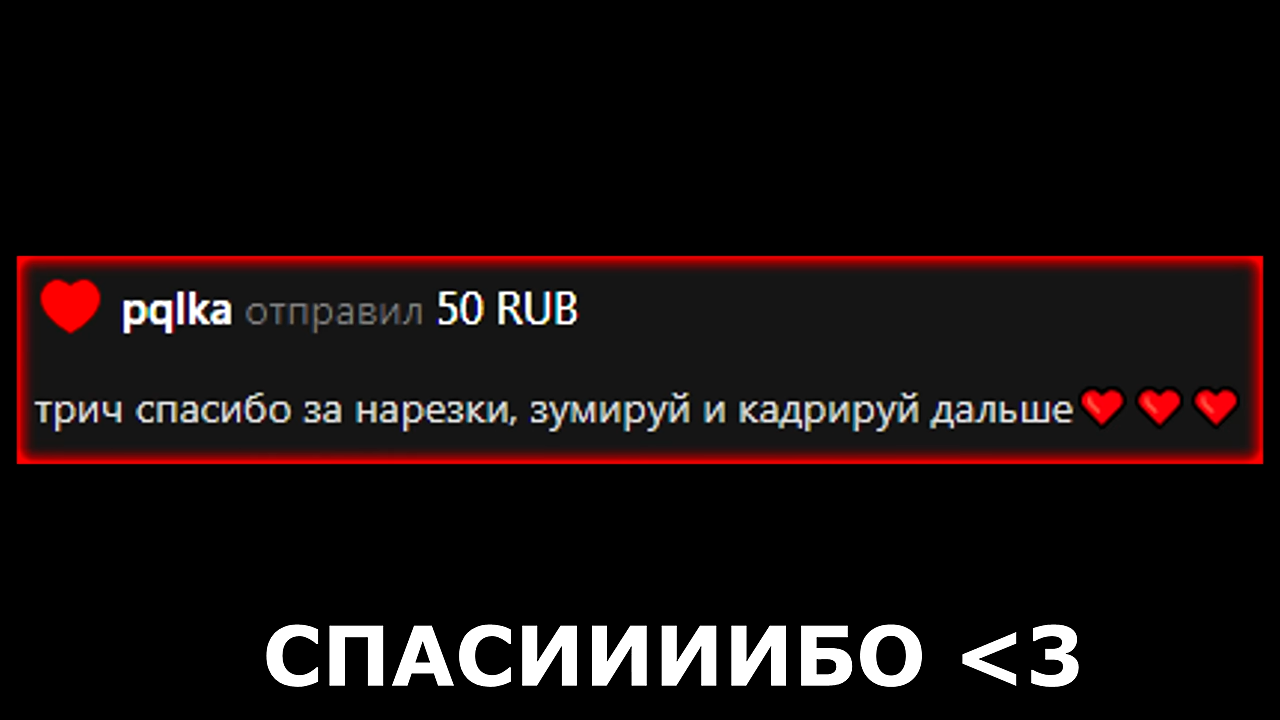 pqlka отправил 50 RUB
трич спасибо за нарезки, зумируй и кадрируй дальше❤❤❤
СПАСИИИИБО <3